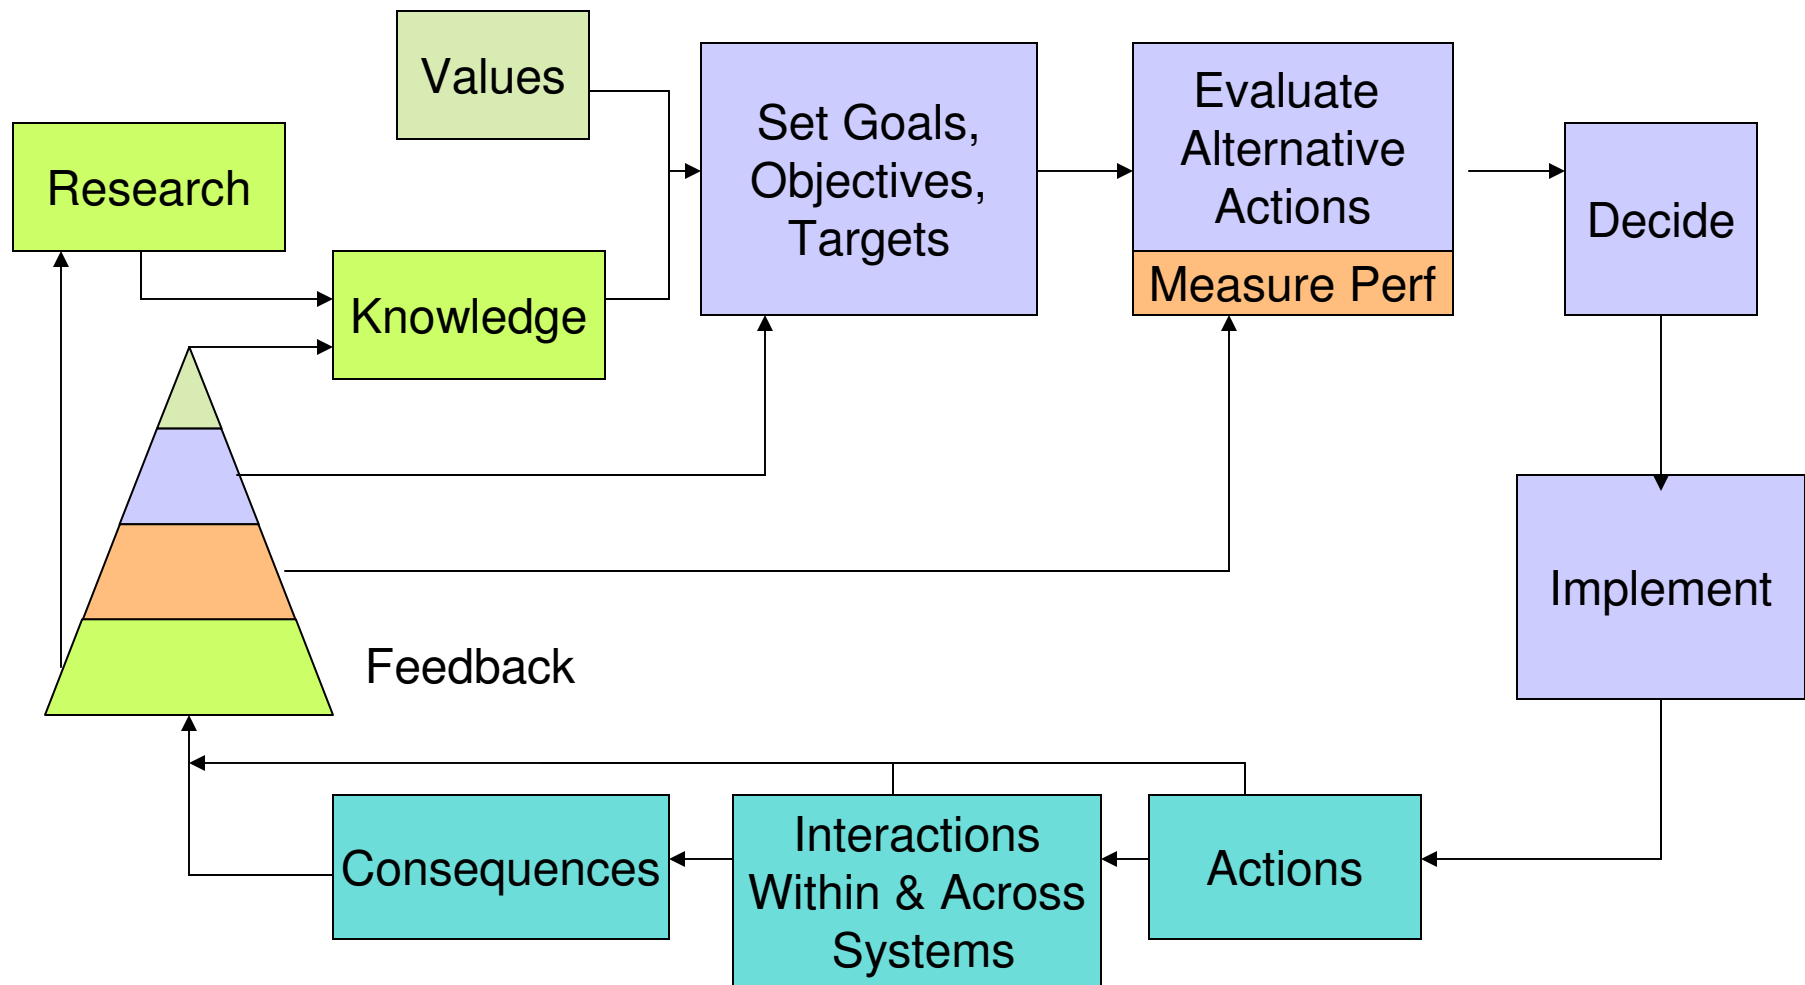 Values
Research
Knowledge
Set Goals,
Objectives,
Targets
Evaluate
Alternative
Actions
Measure Perf
Decide
Implement
Feedback
Consequences
Interactions
Within & Across
Systems
Actions